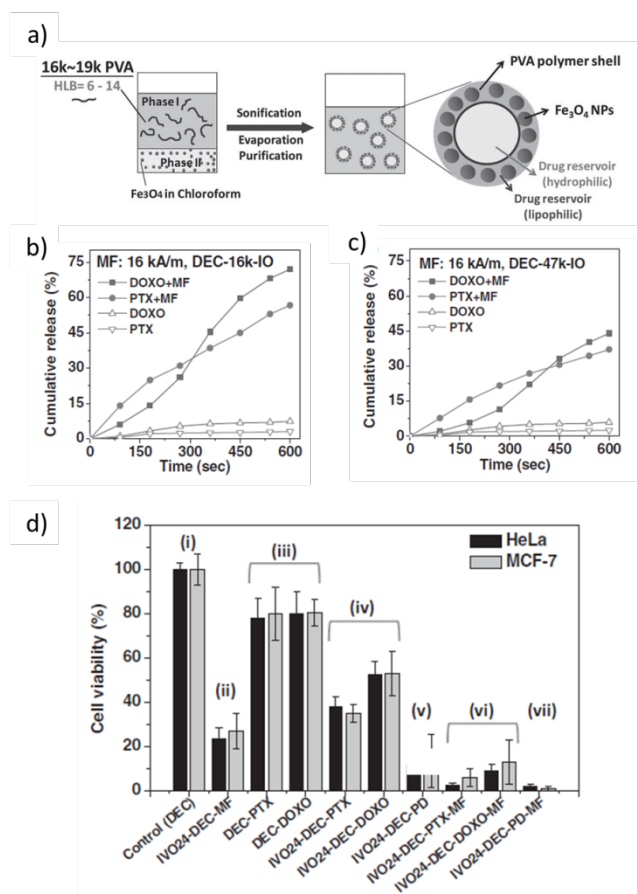 a)
16k~19k PVA
HLB= 6 - 14
Phase I
Phase II
Fe3O4 in Chloroform
Sonification
Evaporation
Purification
PVA polymer shell
Fe3O4 NPs
Drug reservoir
(hydrophilic)
Drug reservoir
(lipophilic)
b)
MF: 16 kA/m, DEC-16k-IO
DOXO+MF
PTX+MF
DOXO
PTX
Cumulative release (%)
75
60
45
30
15
0
0 150 300 450 600
Time (sec)
c)
MF: 16 kA/m, DEC-47k-IO
DOXO+MF
PTX+MF
DOXO
PTX
Cumulative release (%)
75
60
45
30
15
0
0 150 300 450 600
Time (sec)
d)
HeLa
MCF-7
Cell viability (%)
120
100
80
60
40
20
0
(i)
(ii)
(iii)
(iv)
(v)
(vi)
(vii)
Control (DEC)
IVO24-DEC-MF
DEC-PTX
DEC-DOXO
IVO24-DEC-PTX
IVO24-DEC-DOXO
IVO24-DEC-PD
IVO24-DEC-PTX-MF
IVO24-DEC-DOXO-MF
IVO24-DEC-PD-MF